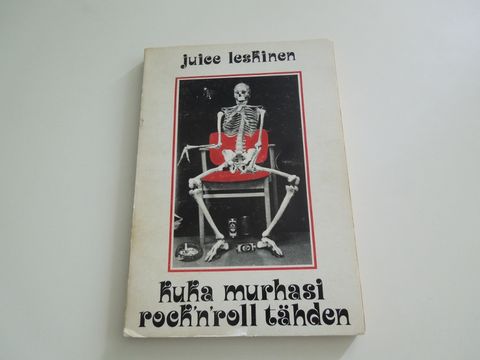 juice leskinen
kuka murhasi
rock'n'roll tähden